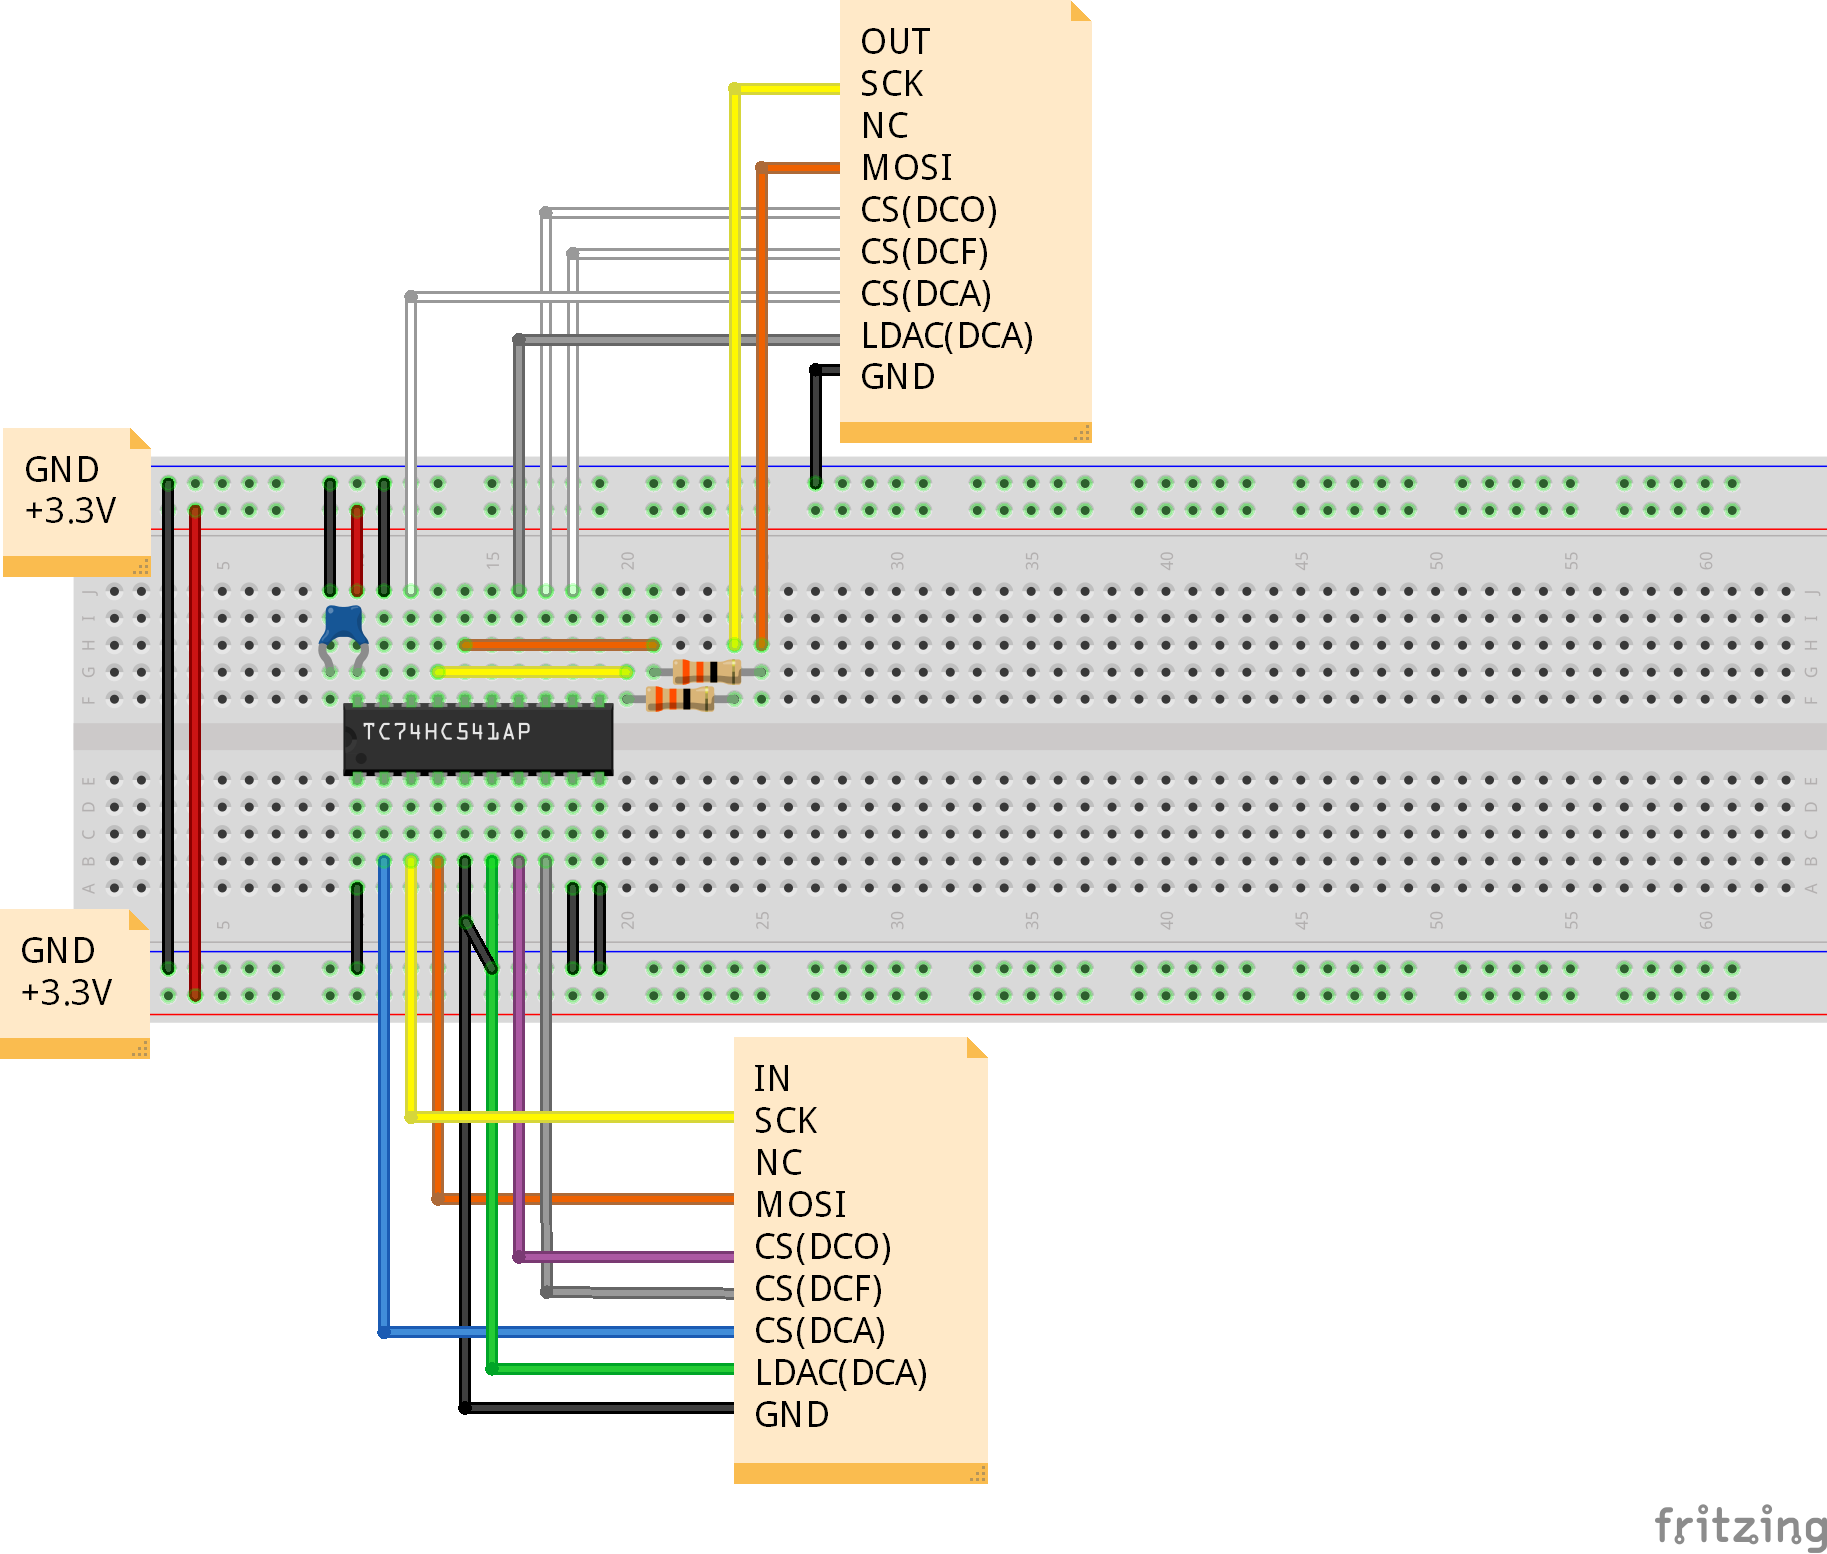 OUT
SCK
NC
MOSI
CS(DCO)
CS(DCF)
CS(DCA)
LDAC(DCA)
GND
GND
+3.3V
5 15 20 25 30 35 40 45 50 55 60
J J
I I
H H
G G
F F
TC74HC541AP
E E
D D
C C
B B
A A
5 20 25 30 35 40 45 50 55 60
GND
+3.3V
IN
SCK
NC
MOSI
CS(DCO)
CS(DCF)
CS(DCA)
LDAC(DCA)
GND
fritzing